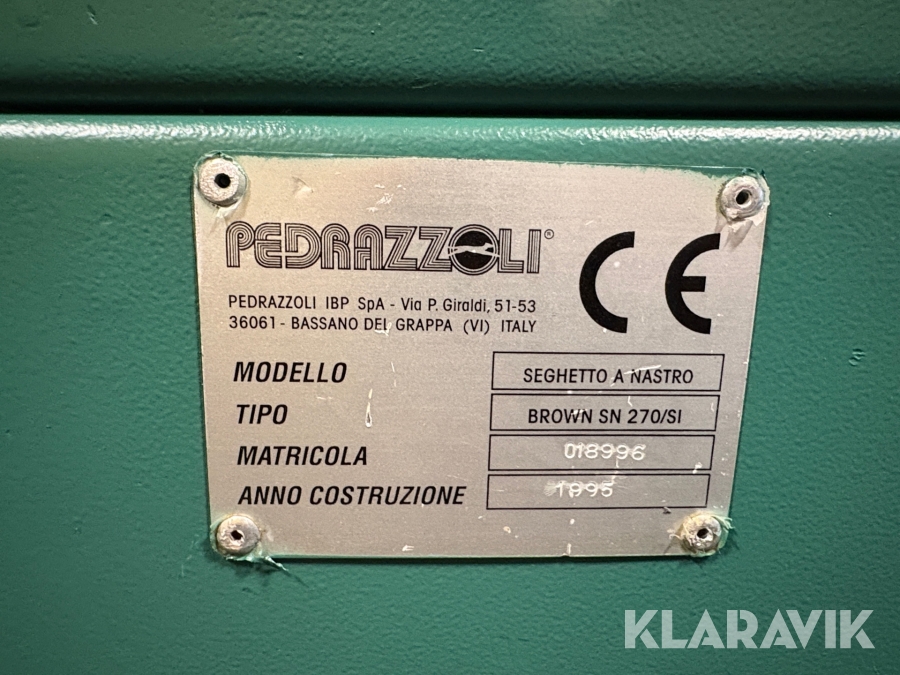 PEDRAZZOLI®
CE
PEDRAZZOLI IBP SpA - Via P. Giraldi, 51-53
36061 - BASSANO DEL GRAPPA (VI) ITALY
MODELLO SEGHETTO A NASTRO
TIPO BROWN SN 270/SI
MATRICOLA 018996
ANNO COSTRUZIONE 1995
KLARAVIK